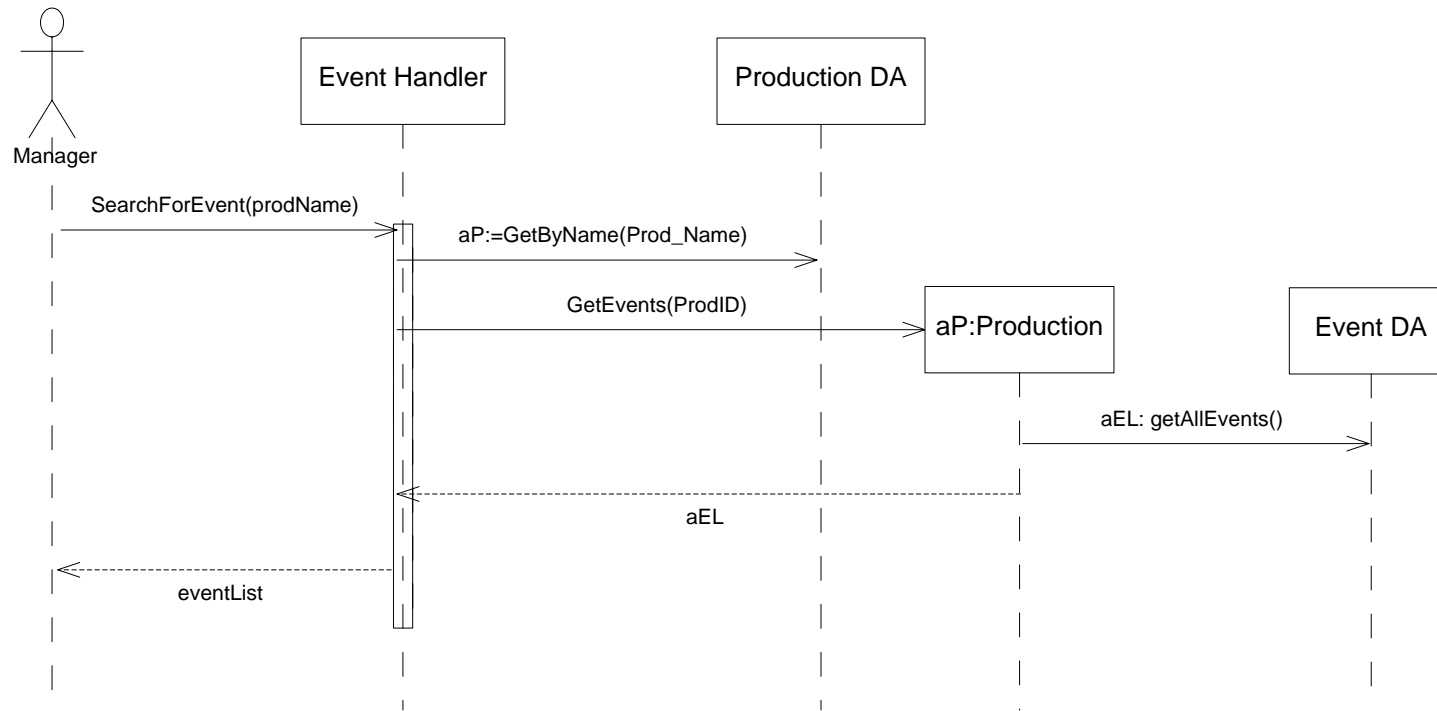 Event Handler
Production DA
Manager
SearchForEvent(prodName)
aP:=GetByName(Prod_Name)
GetEvents(ProdID)
aP:Production
Event DA
aEL: getAllEvents()
aEL
eventList